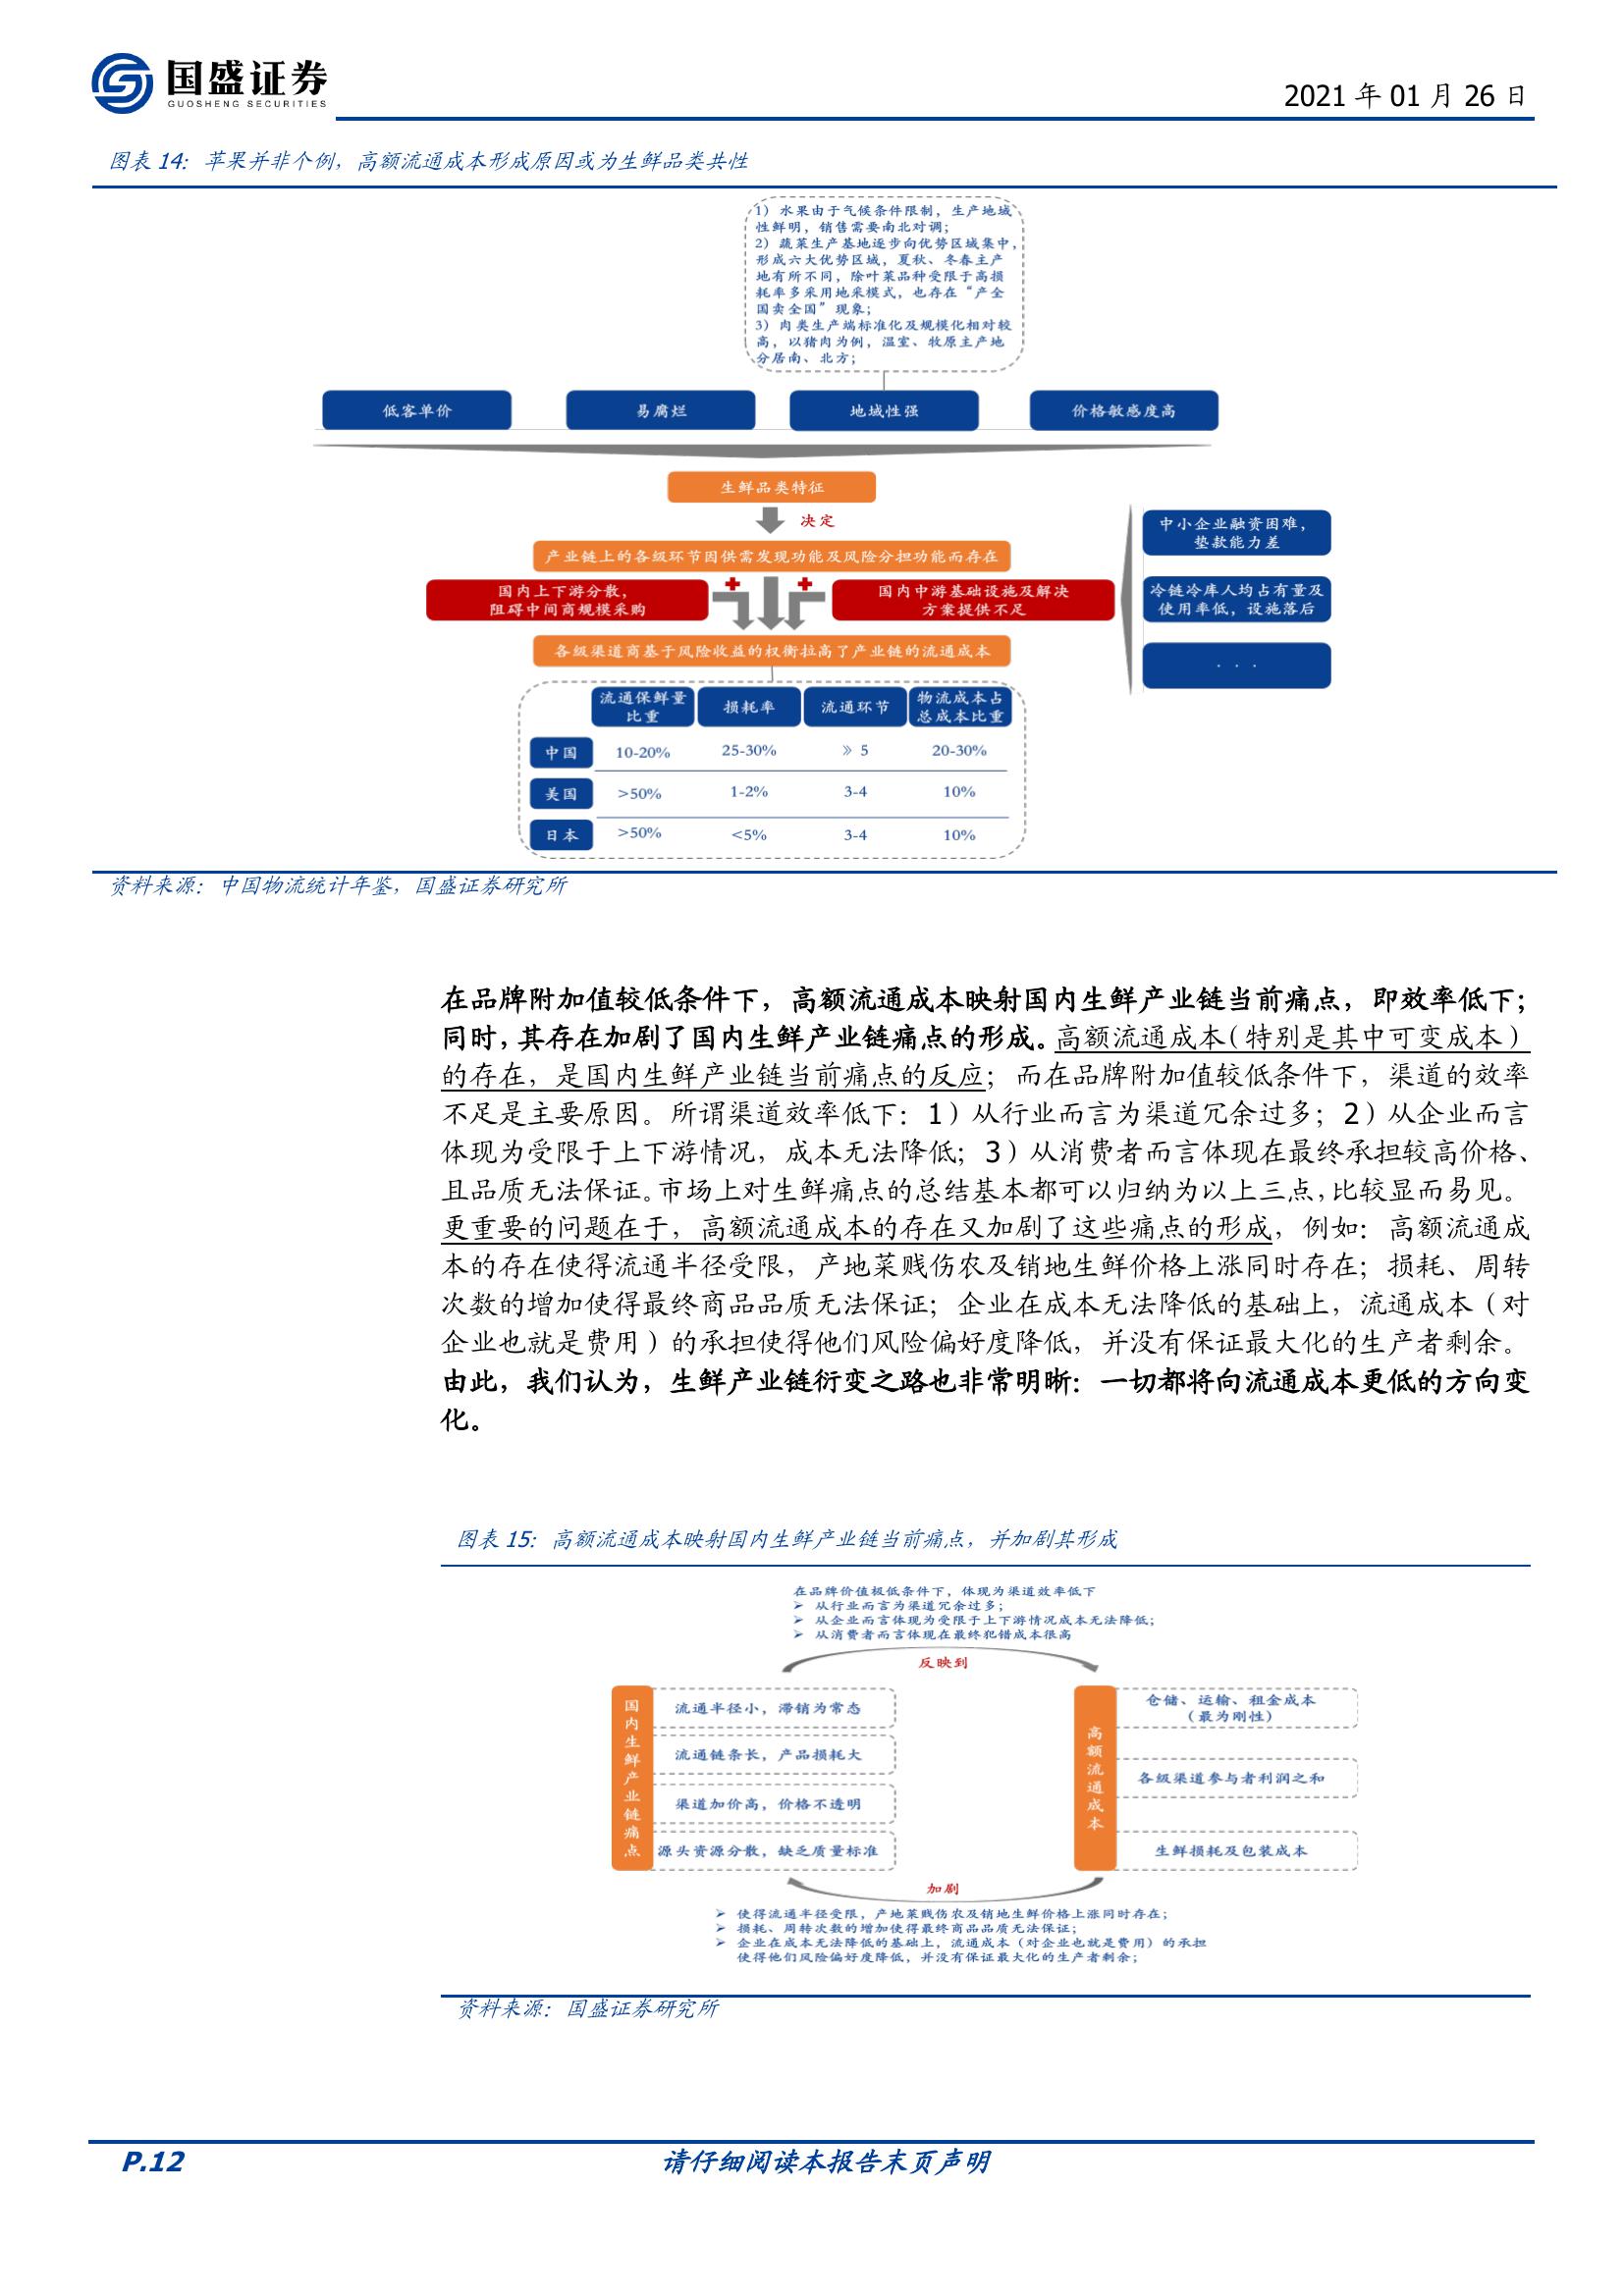 国盛证券
GUOSHENG SECURITIES
2021 年 01 月 26 日
图表 14：苹果并非个例，高额流通成本形成原因或为生鲜品类共性
1）水果由于气候条件限制，生产地域
性鲜明，销售需要南北对调；
2）蔬菜生产基地逐步向优势区域集中，
形成六大优势区域，夏秋、冬春主产
地有所不同，除叶菜品种受限于高损
耗率多采用地采模式，也存在“产全
国卖全国”现象；
3）肉类生产端标准化及规模化相对较
高，以猪肉为例，温室、牧原主产地
分居南、北方；
低客单价
易腐烂
地域性强
价格敏感度高
生鲜品类特征
决定
产业链上的各级环节因供需发现功能及风险分担功能而存在
国内上下游分散，
阻碍中间商规模采购
国内中游基础设施及解决
方案提供不足
中小企业融资困难，
垫款能力差
冷链冷库人均占有量及
使用率低，设施落后
. . .
各级渠道商基于风险收益的权衡拉高了产业链的流通成本
流通保鲜量
比重
损耗率
流通环节
物流成本占
总成本比重
中国 10-20% 25-30% 》5 20-30%
美国 >50% 1-2% 3-4 10%
日本 >50% <5% 3-4 10%
资料来源：中国物流统计年鉴，国盛证券研究所
在品牌附加值较低条件下，高额流通成本映射国内生鲜产业链当前痛点，即效率低下；
同时，其存在加剧了国内生鲜产业链痛点的形成。高额流通成本（特别是其中可变成本）
的存在，是国内生鲜产业链当前痛点的反应；而在品牌附加值较低条件下，渠道的效率
不足是主要原因。所谓渠道效率低下：1）从行业而言为渠道冗余过多；2）从企业而言
体现为受限于上下游情况，成本无法降低；3）从消费者而言体现在最终承担较高价格、
且品质无法保证。市场上对生鲜痛点的总结基本都可以归纳为以上三点，比较显而易见。
更重要的问题在于，高额流通成本的存在又加剧了这些痛点的形成，例如：高额流通成
本的存在使得流通半径受限，产地菜贱伤农及销地生鲜价格上涨同时存在；损耗、周转
次数的增加使得最终商品品质无法保证；企业在成本无法降低的基础上，流通成本（对
企业也就是费用）的承担使得他们风险偏好度降低，并没有保证最大化的生产者剩余。
由此，我们认为，生鲜产业链衍变之路也非常明晰：一切都将向流通成本更低的方向变
化。
图表 15：高额流通成本映射国内生鲜产业链当前痛点，并加剧其形成
在品牌价值极低条件下，体现为渠道效率低下
➢ 从行业而言为渠道冗余过多；
➢ 从企业而言体现为受限于上下游情况成本无法降低；
➢ 从消费者而言体现在最终犯错成本很高
反映到
国内生鲜产业链痛点
流通半径小，滞销为常态
流通链条长，产品损耗大
渠道加价高，价格不透明
源头资源分散，缺乏质量标准
高额流通成本
仓储、运输、租金成本
（最为刚性）
各级渠道参与者利润之和
生鲜损耗及包装成本
加剧
➢ 使得流通半径受限，产地菜贱伤农及销地生鲜价格上涨同时存在；
➢ 损耗、周转次数的增加使得最终商品品质无法保证；
➢ 企业在成本无法降低的基础上，流通成本（对企业也就是费用）的承担
使得他们风险偏好度降低，并没有保证最大化的生产者剩余；
资料来源：国盛证券研究所
P.12
请仔细阅读本报告末页声明